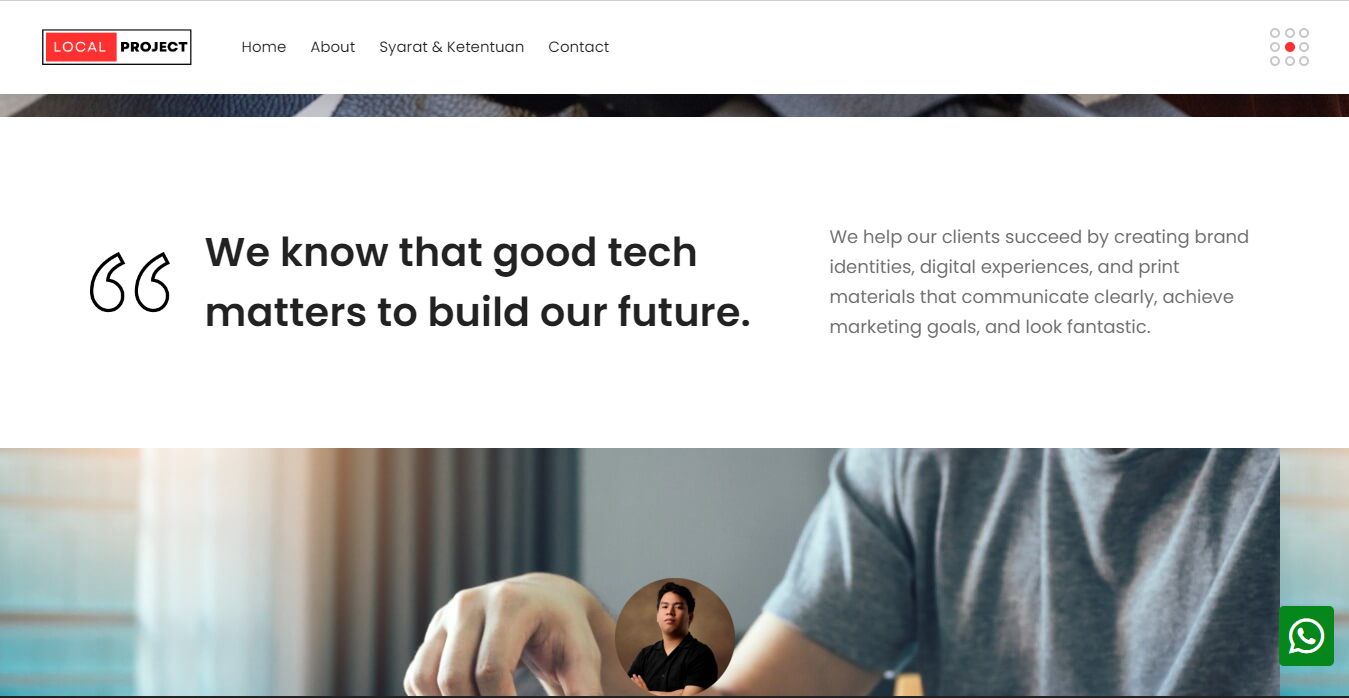 LOCAL PROJECT
Home About Syarat & Ketentuan Contact
We know that good tech
matters to build our future.
We help our clients succeed by creating brand
identities, digital experiences, and print
materials that communicate clearly, achieve
marketing goals, and look fantastic.